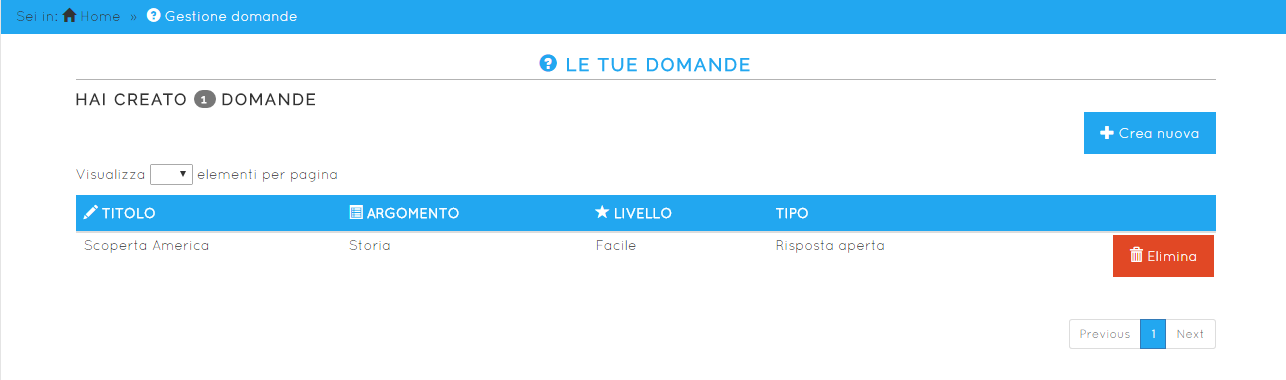 Sei in: Home » Gestione domande
LE TUE DOMANDE
HAI CREATO 1 DOMANDE
Crea nuova
Visualizza elementi per pagina
TITOLO ARGOMENTO LIVELLO TIPO
Scoperta America Storia Facile Risposta aperta Elimina
Previous 1 Next